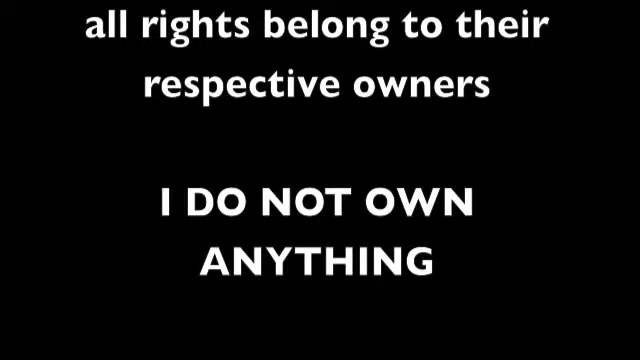 all rights belong to their
respective owners
I DO NOT OWN
ANYTHING